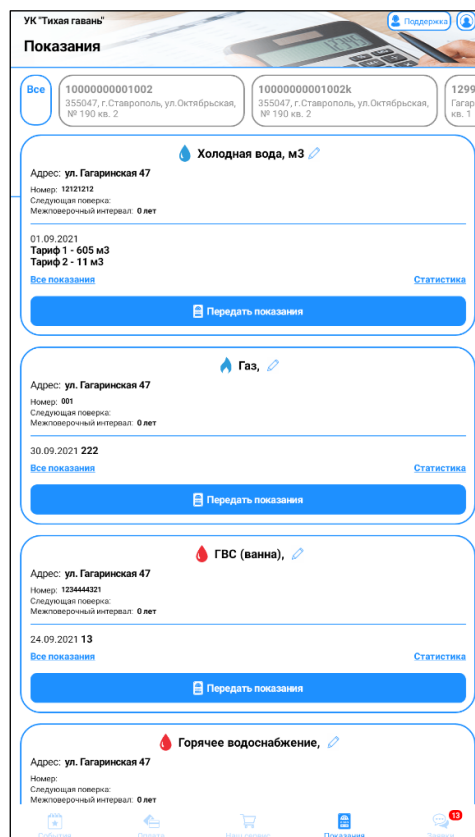 УК "Тихая гавань"
Поддержка
Показания
Все
10000000001002
355047, г.Ставрополь, ул.Октябрьская,
№ 190 кв. 2
10000000001002k
355047, г.Ставрополь, ул.Октябрьская,
№ 190 кв. 2
1299
Гагар
кв. 1
Холодная вода, м3
Адрес: ул. Гагаринская 47
Номер: 12121212
Следующая поверка:
Межповерочный интервал: 0 лет
01.09.2021
Тариф 1 - 605 м3
Тариф 2 - 11 м3
Все показания
Статистика
Передать показания
Газ,
Адрес: ул. Гагаринская 47
Номер: 001
Следующая поверка:
Межповерочный интервал: 0 лет
30.09.2021 222
Все показания
Статистика
Передать показания
ГВС (ванна),
Адрес: ул. Гагаринская 47
Номер: 1234444321
Следующая поверка:
Межповерочный интервал: 0 лет
24.09.2021 13
Все показания
Статистика
Передать показания
Горячее водоснабжение,
Адрес: ул. Гагаринская 47
Номер:
Следующая поверка:
Межповерочный интервал: 0 лет
13
События
Оплата
Наш сервис
Показания
Заявки